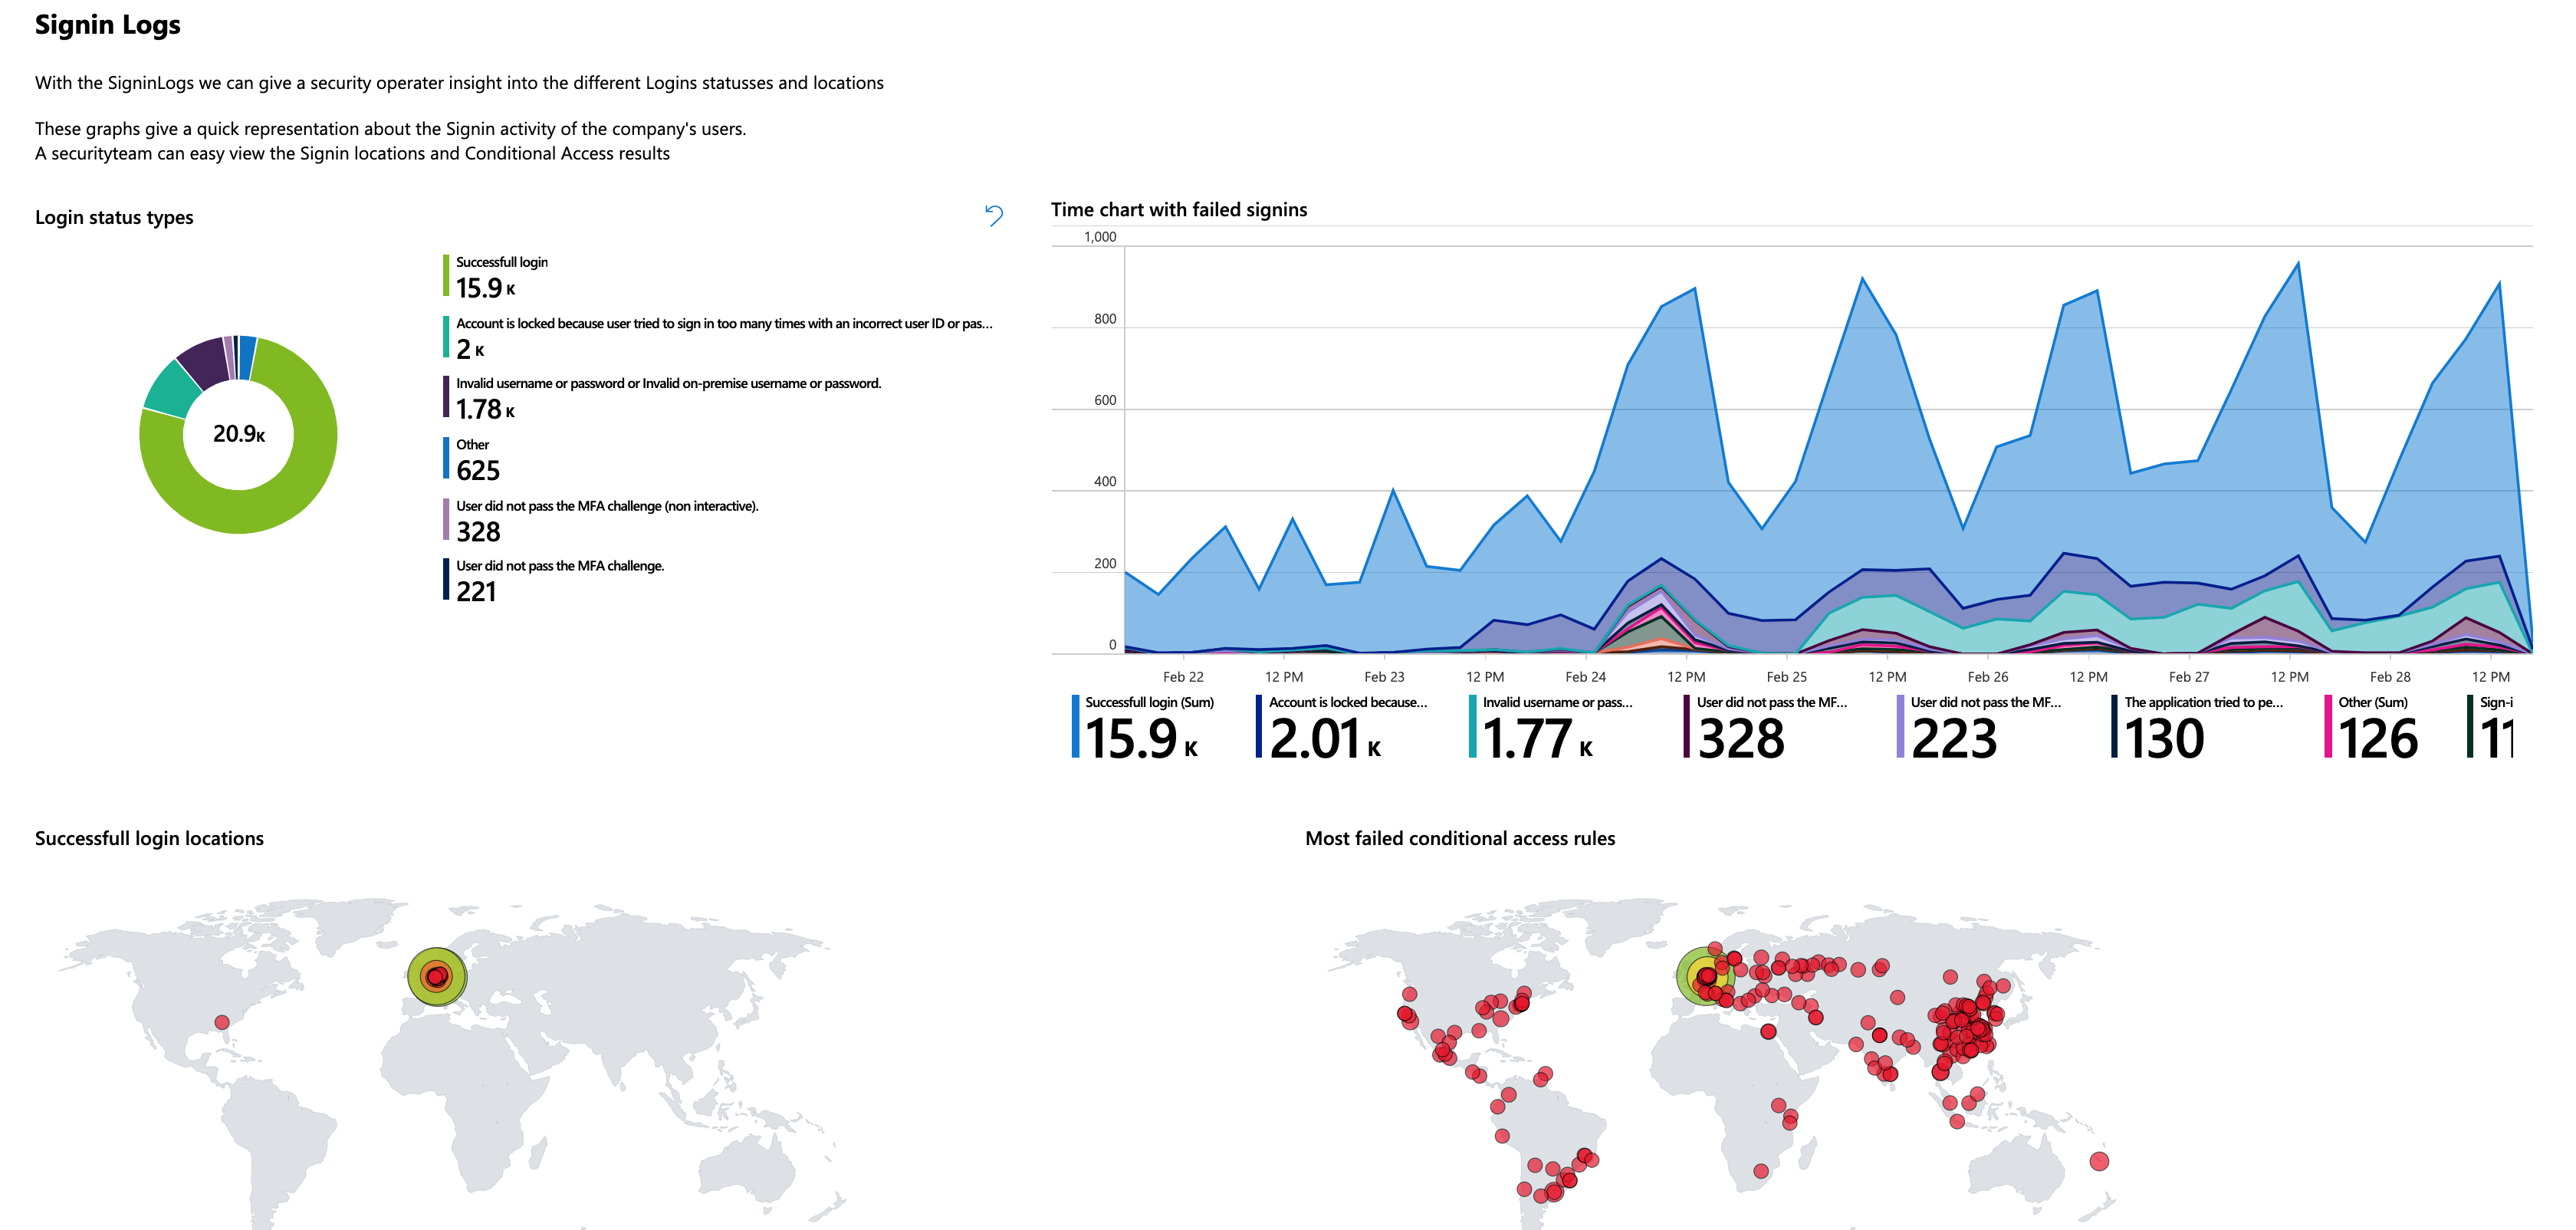 Signin Logs
With the SigninLogs we can give a security operater insight into the different Logins statusses and locations
These graphs give a quick representation about the Signin activity of the company's users.
A securityteam can easy view the Signin locations and Conditional Access results
Login status types
Successfull login
15.9 K
Account is locked because user tried to sign in too many times with an incorrect user ID or pas...
2 K
Invalid username or password or Invalid on-premise username or password.
1.78 K
Other
625
User did not pass the MFA challenge (non interactive).
328
User did not pass the MFA challenge.
221
20.9K
Time chart with failed signins
1,000
800
600
400
200
0
Feb 22 12 PM Feb 23 12 PM Feb 24 12 PM Feb 25 12 PM Feb 26 12 PM Feb 27 12 PM Feb 28 12 PM
Successfull login (Sum)
15.9 K
Account is locked because...
2.01 K
Invalid username or pass...
1.77 K
User did not pass the MF...
328
User did not pass the MF...
223
The application tried to pe...
130
Other (Sum)
126
Sign-i
11
Successfull login locations
Most failed conditional access rules